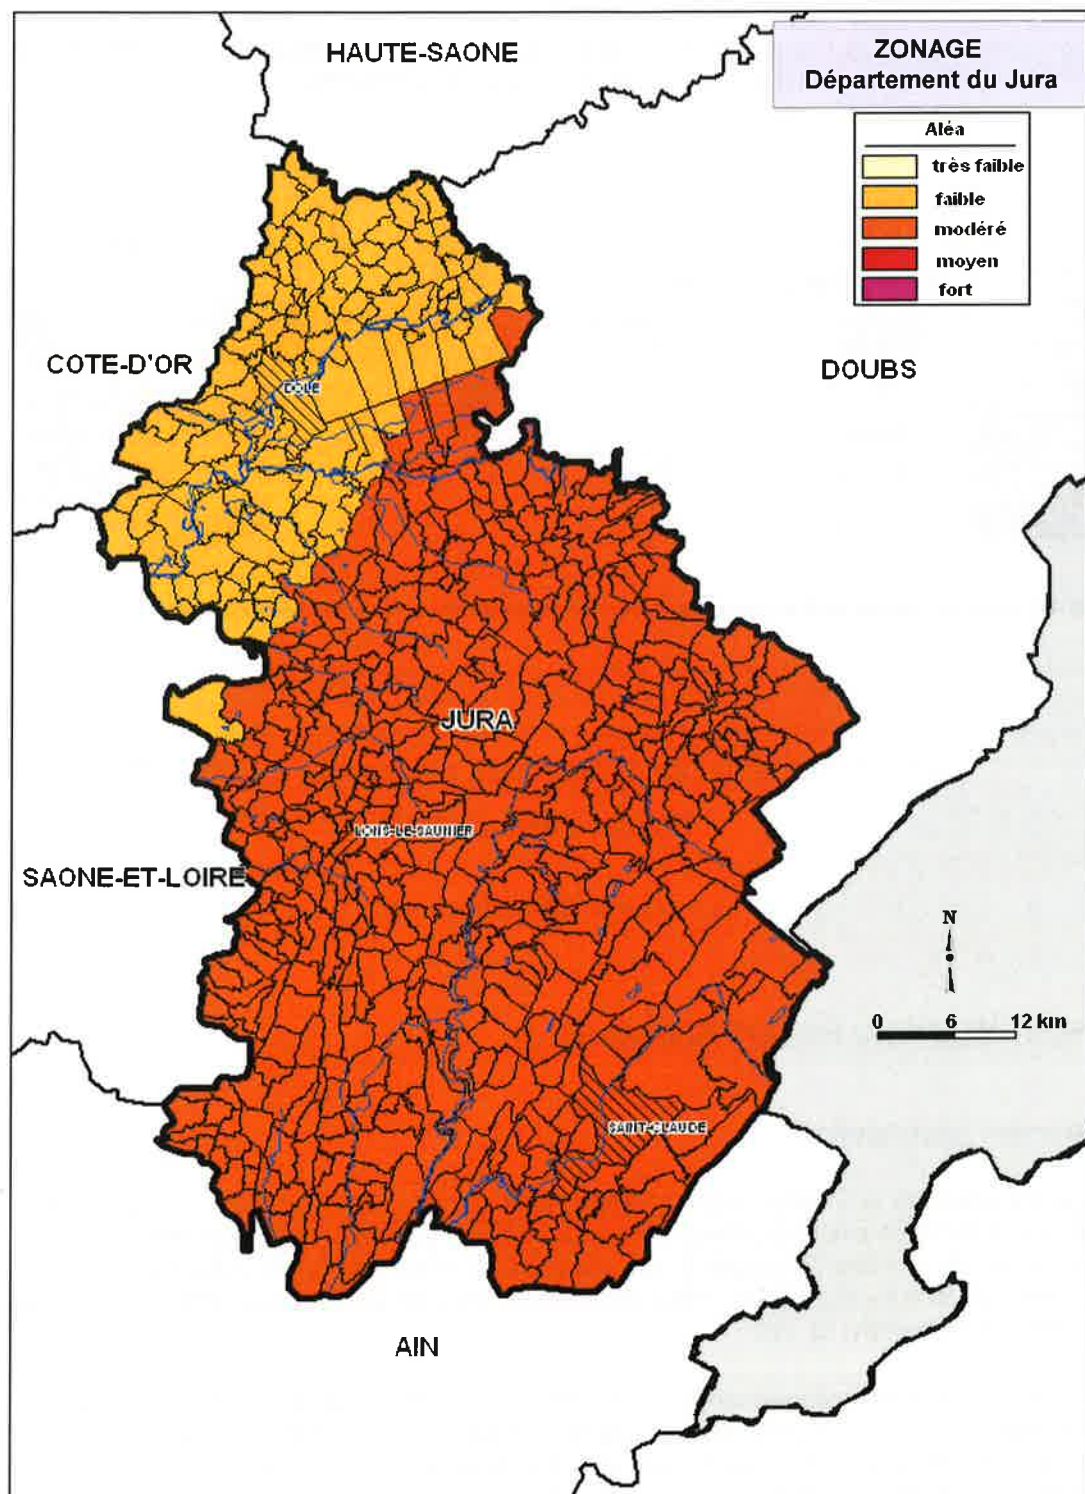 ZONAGE
Département du Jura
Aléa
très faible
faible
modéré
moyen
fort
HAUTE-SAONE
COTE-D'OR
DOLE
DOUBS
JURA
LONS-LE-SAUNIER
SAONE-ET-LOIRE
N
0 6 12 km
SAINT-CLAUDE
AIN